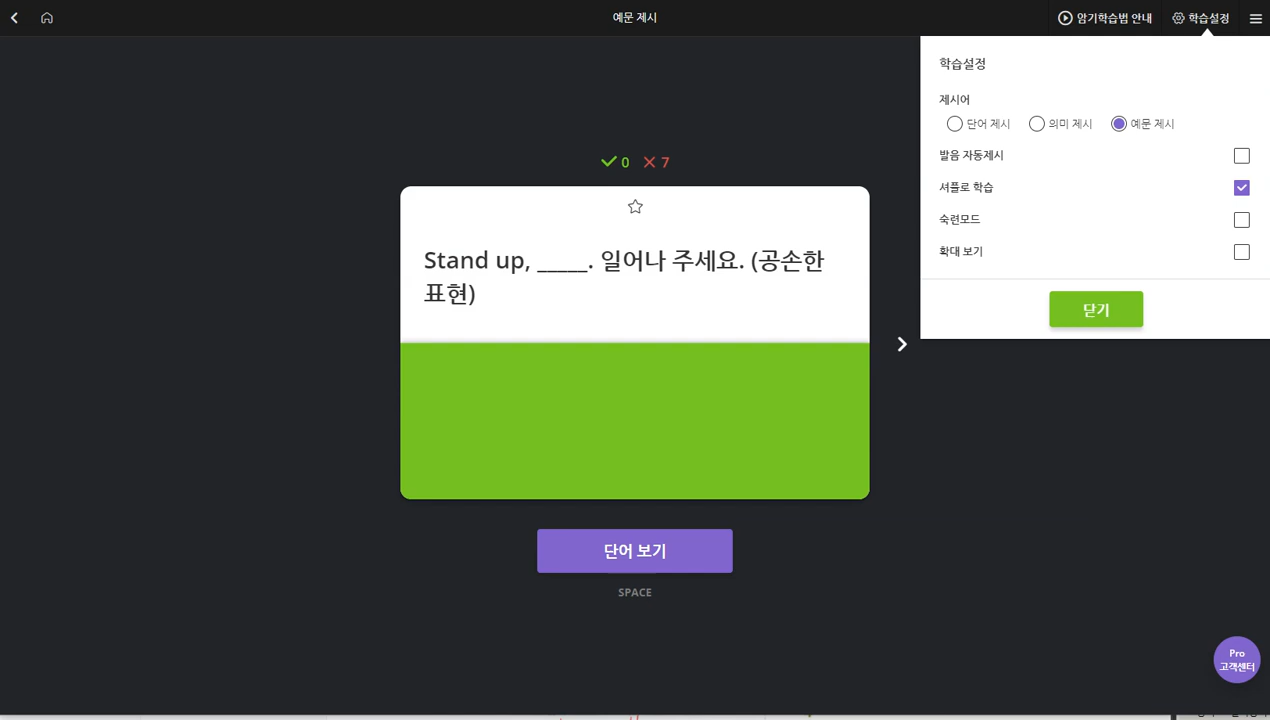 예문 제시
암기학습법 안내
학습설정
학습설정
제시어
단어 제시 의미 제시 예문 제시
발음 자동제시
셔플로 학습
숙련모드
확대 보기
닫기
0 7
Stand up, _____. 일어나 주세요. (공손한
표현)
단어 보기
SPACE
Pro
고객센터